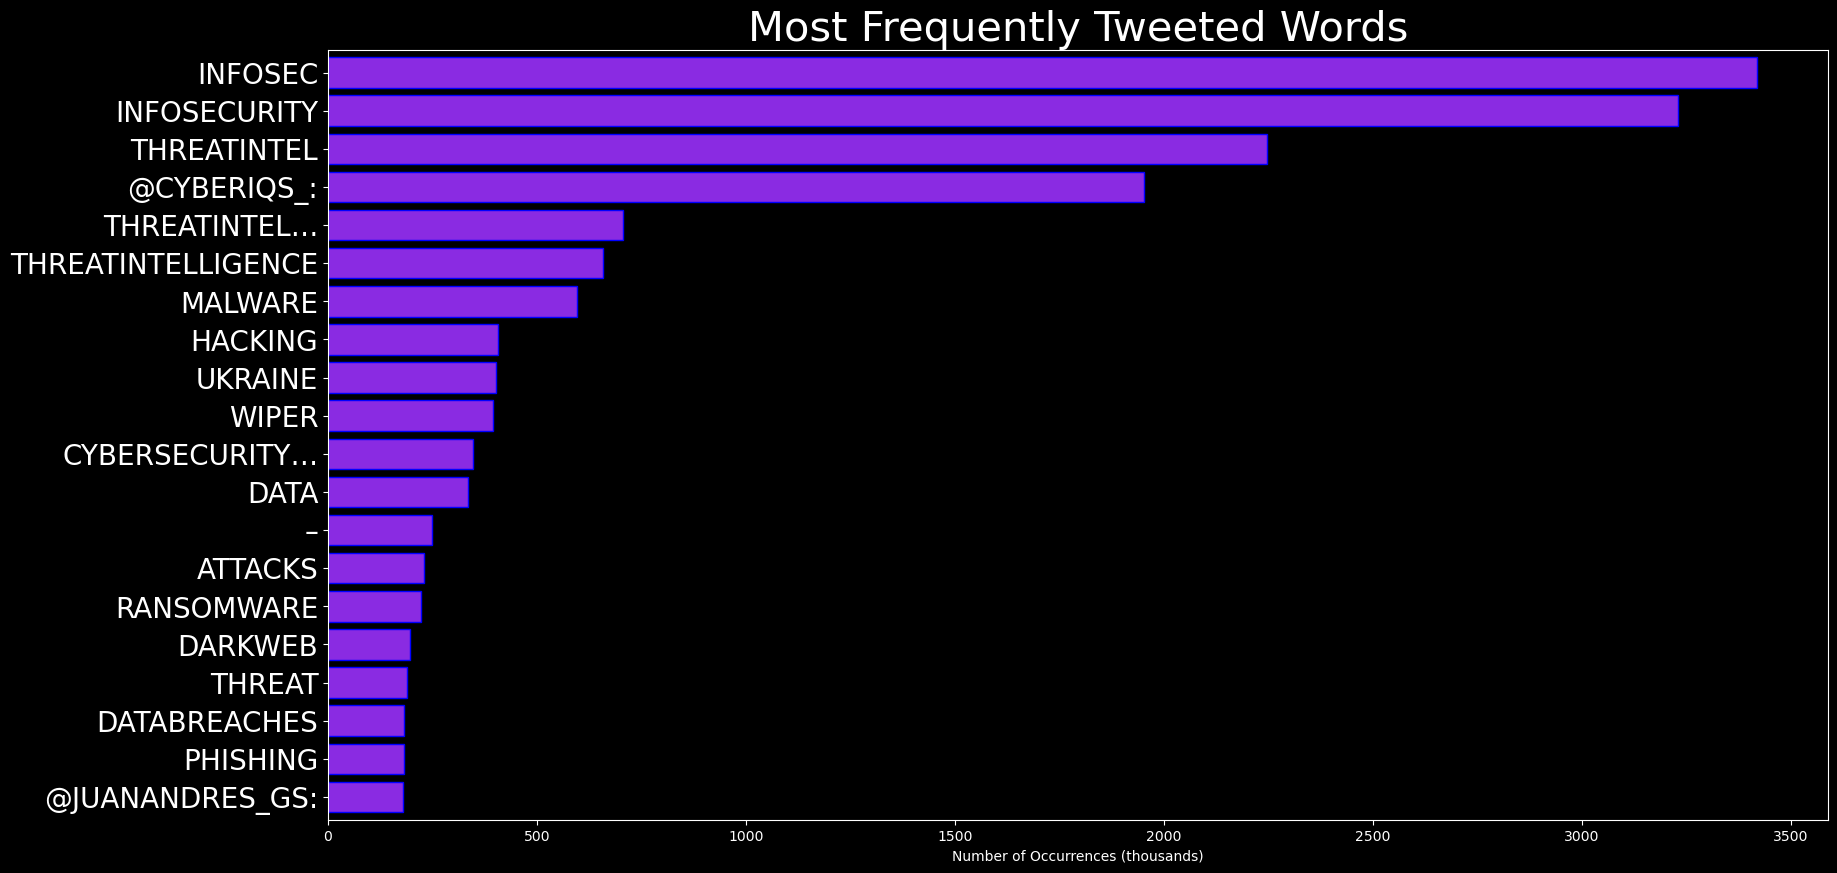 Most Frequently Tweeted Words
INFOSEC
INFOSECURITY
THREATINTEL
@CYBERIQS_:
THREATINTEL…
THREATINTELLIGENCE
MALWARE
HACKING
UKRAINE
WIPER
CYBERSECURITY…
DATA
–
ATTACKS
RANSOMWARE
DARKWEB
THREAT
DATABREACHES
PHISHING
@JUANANDRES_GS:
0 500 1000 1500 2000 2500 3000 3500
Number of Occurrences (thousands)